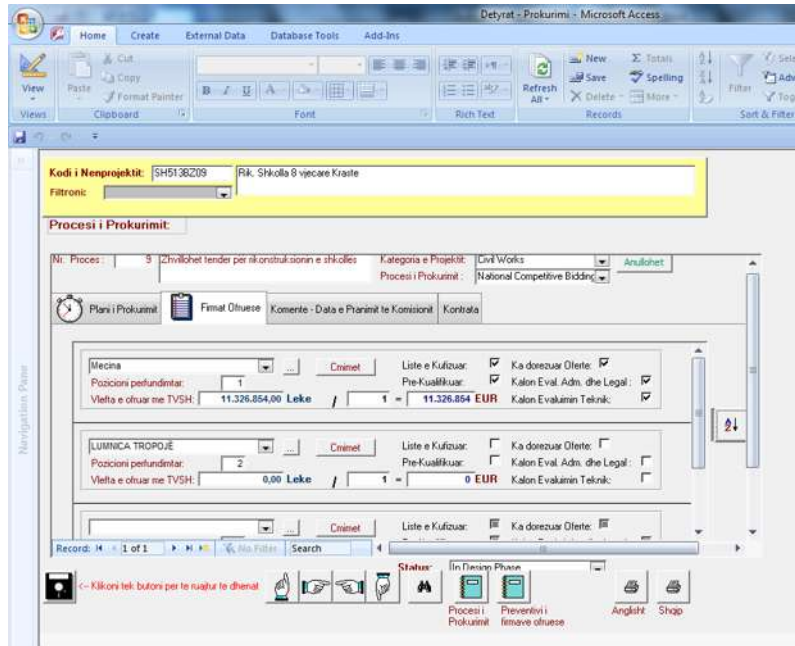 Detyrat - Prokurimi - Microsoft Access
Home Create External Data Database Tools Add-Ins
View
Views
Paste
Cut
Copy
Format Painter
Clipboard
B I U A
Font
Rich Text
Refresh All
New
Save
Delete
Totals
Spelling
More
Records
Filter
Sele
Adv
Tog
Sort & Filter
Kodi i Nenprojektit: SH513BZ09 Rik. Shkolla 8 vjecare Kraste
Filtroni:
Procesi i Prokurimit:
Nr. Proces : 9 Zhvillohet tender per rikonstruksionin e shkolles Kategoria e Projektit: Civil Works Anullohet
Procesi i Prokurimit : National Competitive Bidding
Plani i Prokurimit Firmat Ofruese Komente - Data e Pranimit te Komisionit Kontrata
Mecina ... Cmimet Liste e Kufizuar: Ka dorezuar Oferte:
Pozicioni perfundimtar: 1 Pre-Kualifikuar: Kalon Eval. Adm. dhe Legal :
Vlefta e ofruar me TVSH: 11.326.854,00 Leke / 1 = 11.326.854 EUR Kalon Evaluimin Teknik:
LUMNICA TROPOJË ... Cmimet Liste e Kufizuar: Ka dorezuar Oferte:
Pozicioni perfundimtar: 2 Pre-Kualifikuar: Kalon Eval. Adm. dhe Legal :
Vlefta e ofruar me TVSH: 0,00 Leke / 1 = 0 EUR Kalon Evaluimin Teknik:
... Cmimet Liste e Kufizuar: Ka dorezuar Oferte:
Record: 1 of 1 No Filter Search
Status: In Design Phase
<-- Klikoni tek butoni per te ruajtur te dhenat
Procesi i Prokurimit
Preventivi i firmave ofruese
Anglisht Shqip
Navigation Pane